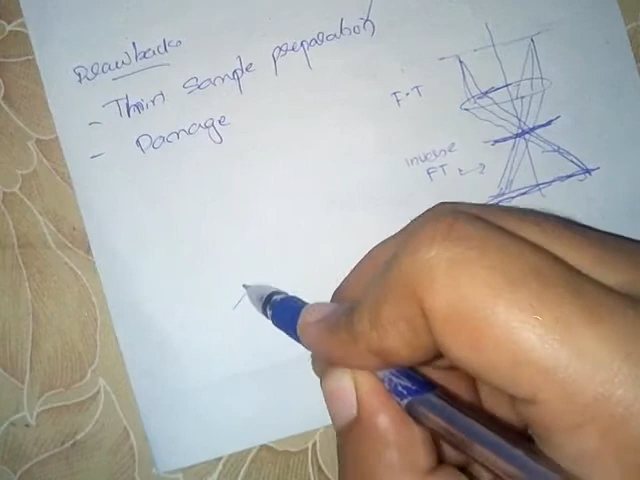 Drawbacks
- Thin Sample preparation
- Damage
F.T
inverse
FT